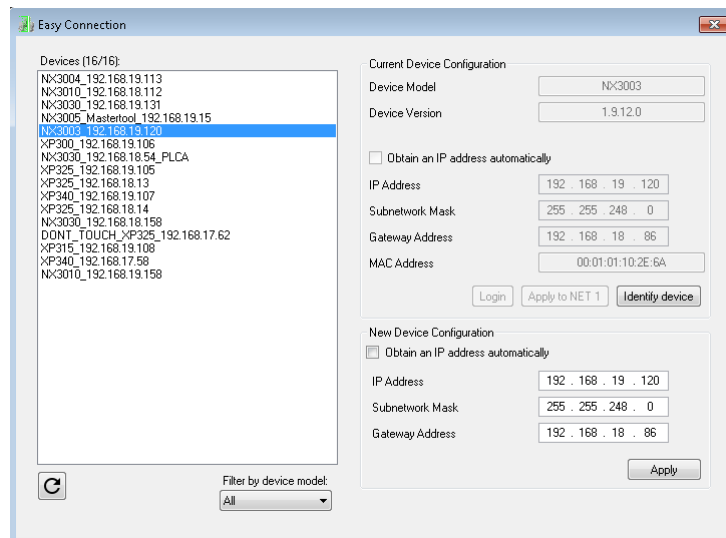 Easy Connection
Devices (16/16):
NX3004_192.168.19.113
NX3010_192.168.18.112
NX3030_192.168.19.131
NX3005_Mastertool_192.168.19.15
NX3003_192.168.19.120
XP300_192.168.19.106
NX3030_192.168.18.54_PLCA
XP325_192.168.19.105
XP325_192.168.18.13
XP340_192.168.19.107
XP325_192.168.18.14
NX3030_192.168.18.158
DONT_TOUCH_XP325_192.168.17.62
XP315_192.168.19.108
XP340_192.168.17.58
NX3010_192.168.19.158
Filter by device model:
All
Current Device Configuration
Device Model NX3003
Device Version 1.9.12.0
Obtain an IP address automatically
IP Address 192 . 168 . 19 . 120
Subnetwork Mask 255 . 255 . 248 . 0
Gateway Address 192 . 168 . 18 . 86
MAC Address 00:01:01:10:2E:6A
Login Apply to NET 1 Identify device
New Device Configuration
Obtain an IP address automatically
IP Address 192 . 168 . 19 . 120
Subnetwork Mask 255 . 255 . 248 . 0
Gateway Address 192 . 168 . 18 . 86
Apply